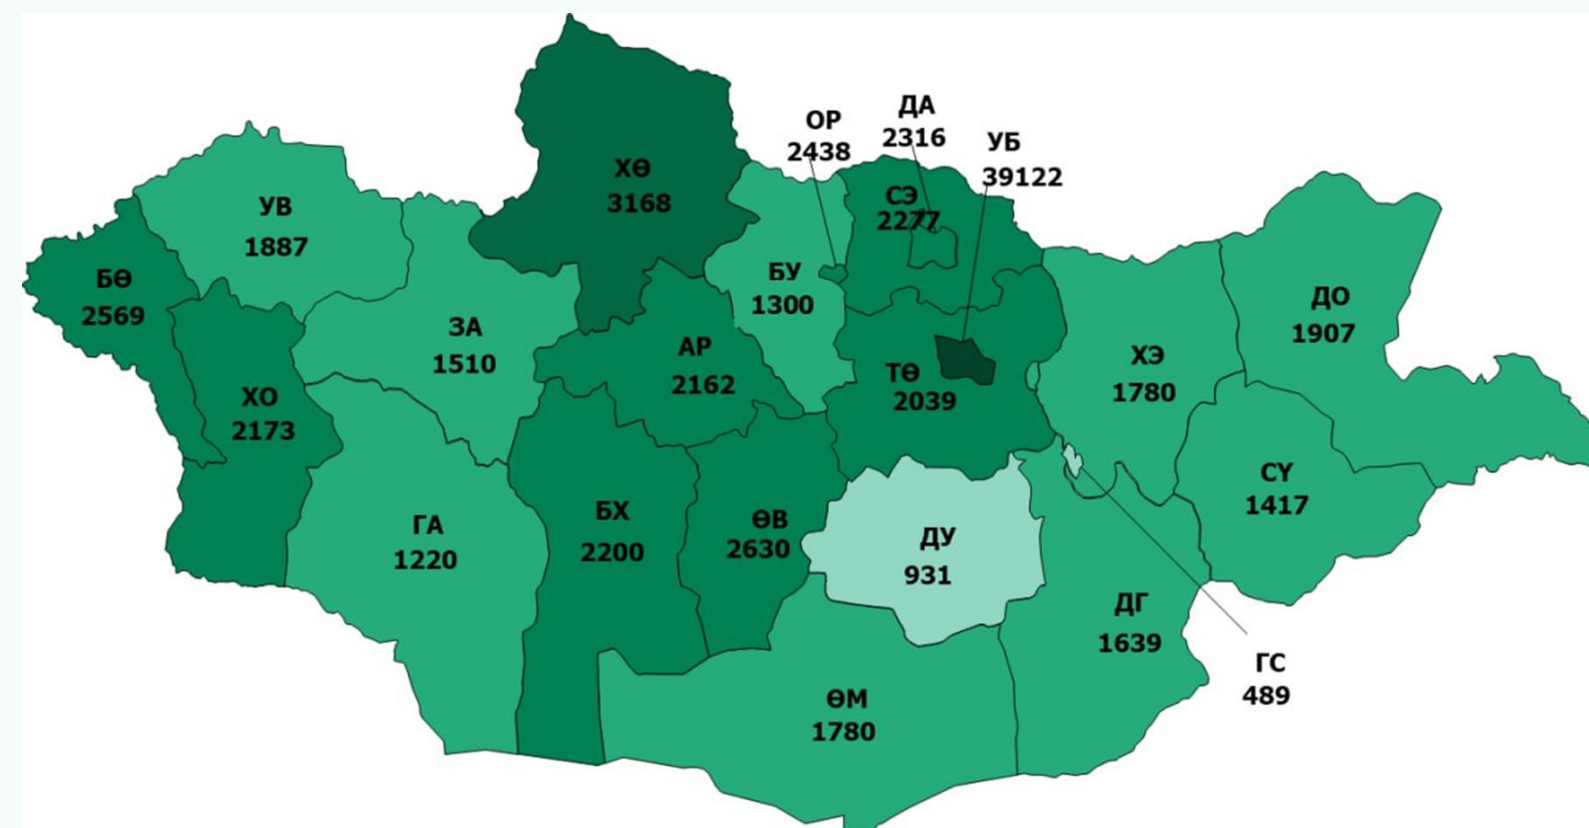 ДА
2316
ОР
2438
УБ
39122
ХӨ
3168
СЭ
2277
УВ
1887
БӨ
2569
БУ
1300
ДО
1907
ЗА
1510
АР
2162
ХЭ
1780
ТӨ
2039
ХО
2173
СҮ
1417
БХ
2200
ӨВ
2630
ГА
1220
ДУ
931
ДГ
1639
ГС
489
ӨМ
1780